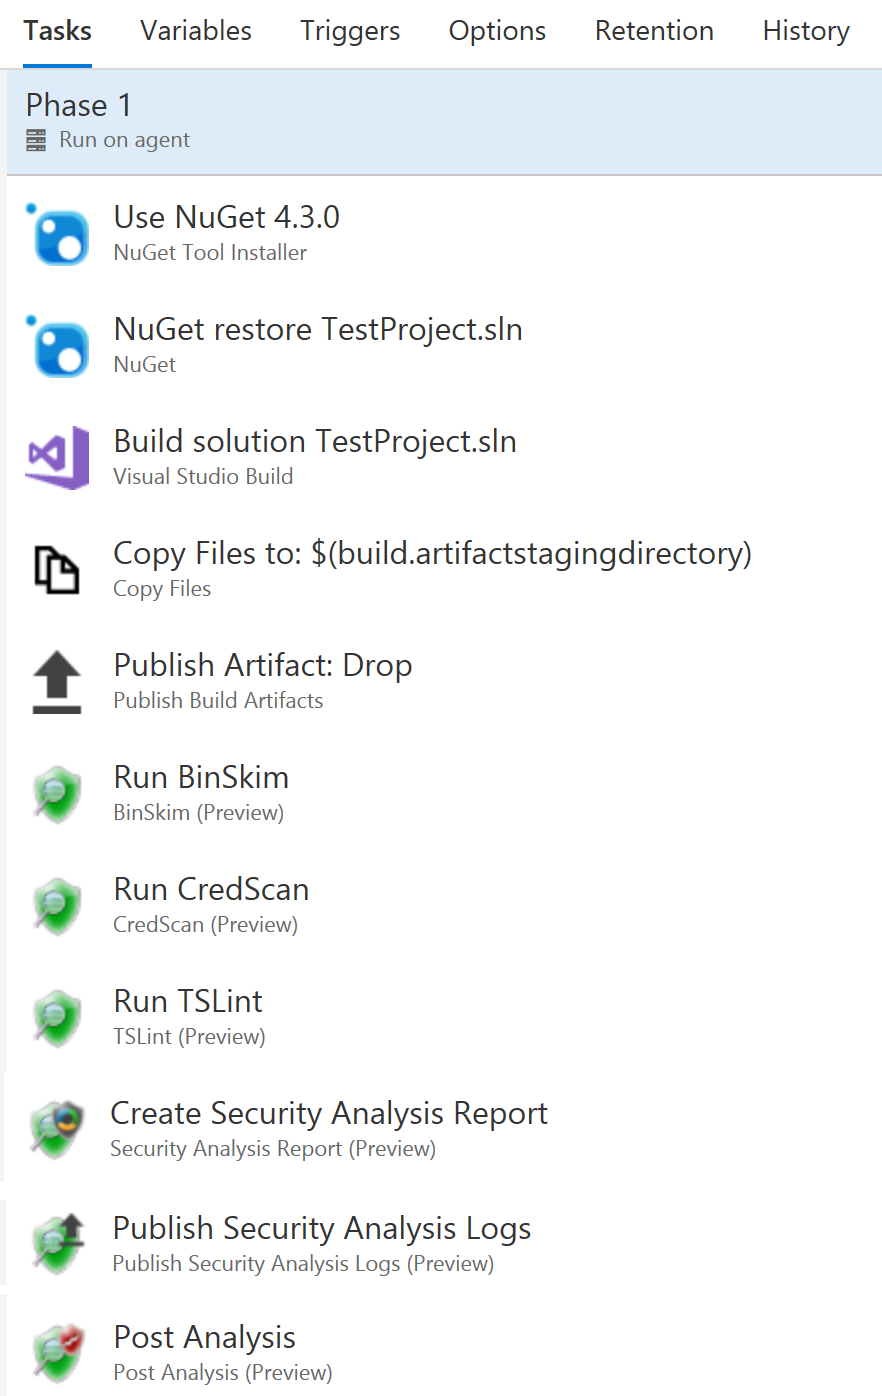 Tasks Variables Triggers Options Retention History
Phase 1
Run on agent
Use NuGet 4.3.0
NuGet Tool Installer
NuGet restore TestProject.sln
NuGet
Build solution TestProject.sln
Visual Studio Build
Copy Files to: $(build.artifactstagingdirectory)
Copy Files
Publish Artifact: Drop
Publish Build Artifacts
Run BinSkim
BinSkim (Preview)
Run CredScan
CredScan (Preview)
Run TSLint
TSLint (Preview)
Create Security Analysis Report
Security Analysis Report (Preview)
Publish Security Analysis Logs
Publish Security Analysis Logs (Preview)
Post Analysis
Post Analysis (Preview)